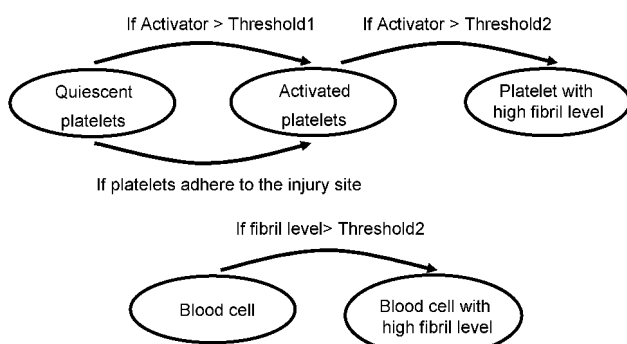 If Activator > Threshold1
If Activator > Threshold2
Quiescent
platelets
Activated
platelets
Platelet with
high fibril level
If platelets adhere to the injury site
If fibril level> Threshold2
Blood cell
Blood cell with
high fibril level